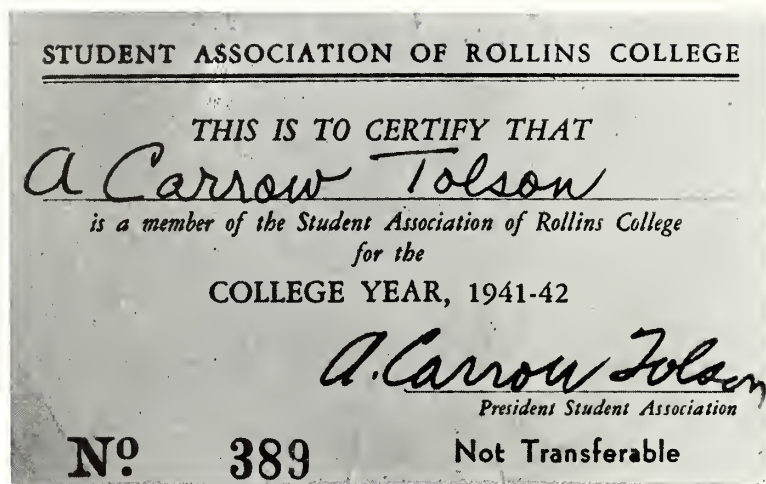 STUDENT ASSOCIATION OF ROLLINS COLLEGE
THIS IS TO CERTIFY THAT
A Carrow Tolson
is a member of the Student Association of Rollins College
for the
COLLEGE YEAR, 1941-42
A. Carrow Tolson
President Student Association
Nº 389 Not Transferable